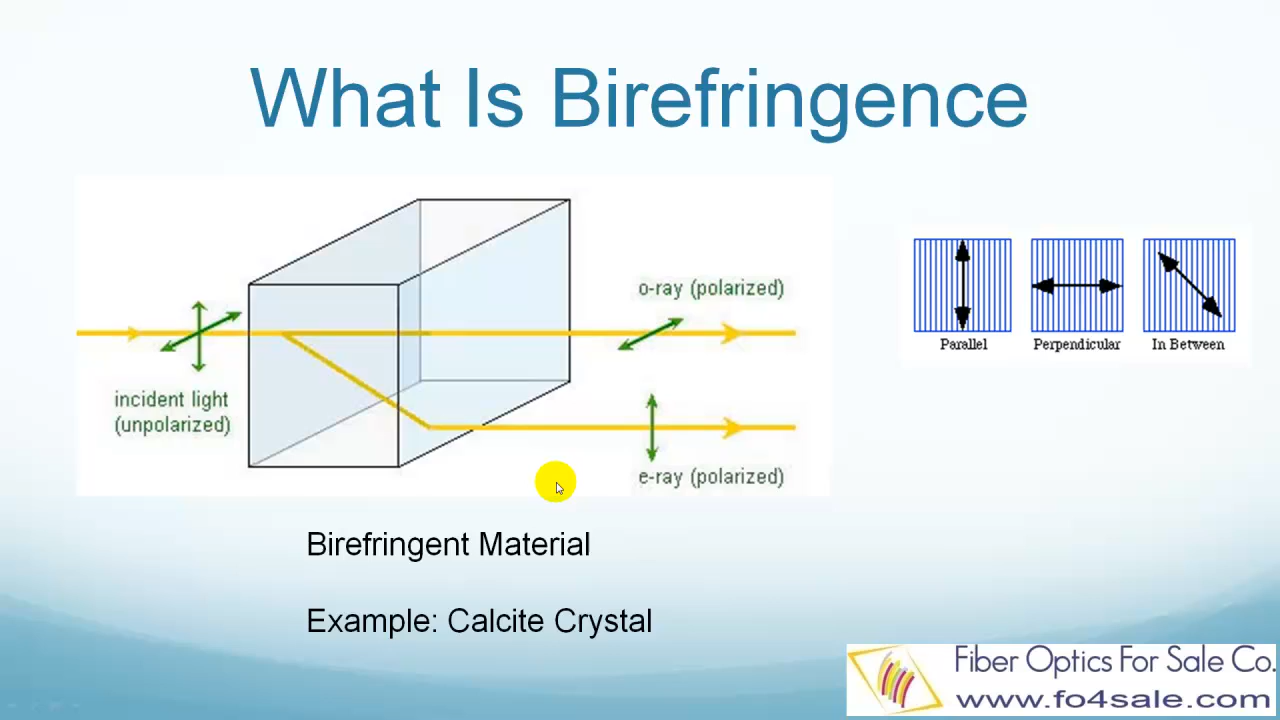 What Is Birefringence
o-ray (polarized)
incident light
(unpolarized)
e-ray (polarized)
Parallel
Perpendicular
In Between
Birefringent Material
Example: Calcite Crystal
Fiber Optics For Sale Co.
www.fo4sale.com